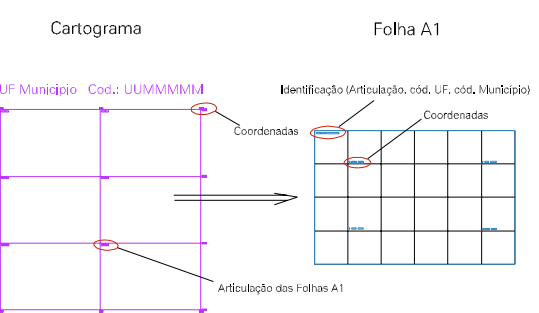 Cartograma
Folha A1
UF Município Cod.: UUMMMMM
Identificação (Articulação, cód. UF, cód. Município)
Coordenadas
Coordenadas
Articulação das Folhas A1